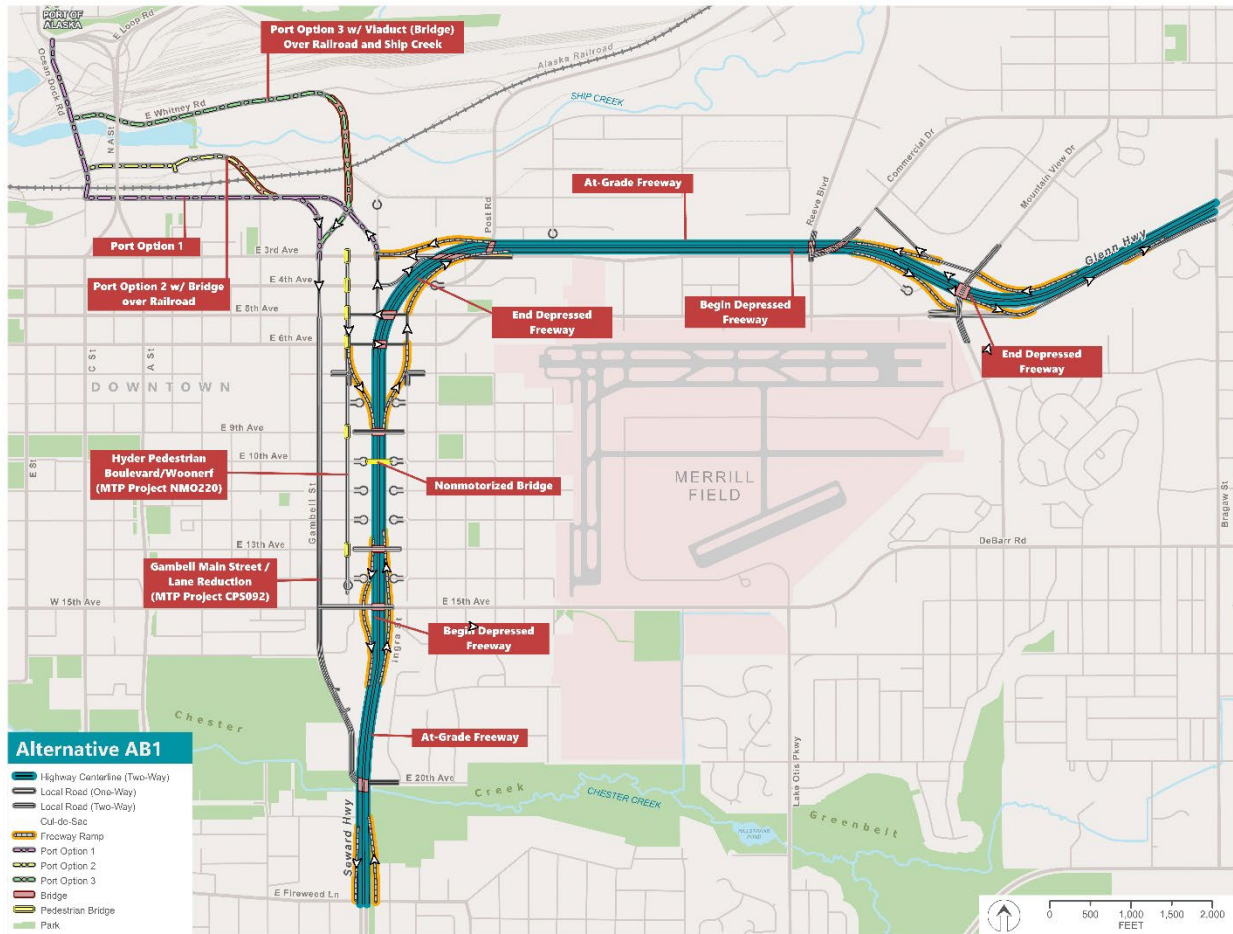 PORT OF
ALASKA
E Loop Rd
Ocean Dock Rd
Port Option 3 w/ Viaduct (Bridge)
Over Railroad and Ship Creek
Alaska Railroad
E Whitney Rd
N A St
SHIP CREEK
Commercial Dr
Mountain View Dr
At-Grade Freeway
Post Rd
Reeve Blvd
Port Option 1
E 3rd Ave
Glenn Hwy
Port Option 2 w/ Bridge
over Railroad
E 4th Ave
E 5th Ave
End Depressed
Freeway
Begin Depressed
Freeway
E 6th Ave
End Depressed
Freeway
C St
A St
DOWNTOWN
E 9th Ave
E St
Hyder Pedestrian
Boulevard/Woonerf
(MTP Project NMO220)
E 10th Ave
Nonmotorized Bridge
MERRILL
FIELD
Gambell St
Bragaw St
E 13th Ave
DeBarr Rd
Gambell Main Street /
Lane Reduction
(MTP Project CPS092)
W 15th Ave
E 15th Ave
Begin Depressed
Freeway
Ingra St
Chester
At-Grade Freeway
E 20th Ave
Creek
CHESTER CREEK
Lake Otis Pkwy
Greenbelt
HILLSTRAND
POND
Seward Hwy
E Fireweed Ln
Alternative AB1
Highway Centerline (Two-Way)
Local Road (One-Way)
Local Road (Two-Way)
Cul-de-Sac
Freeway Ramp
Port Option 1
Port Option 2
Port Option 3
Bridge
Pedestrian Bridge
Park
0 500 1,000 1,500 2,000
FEET